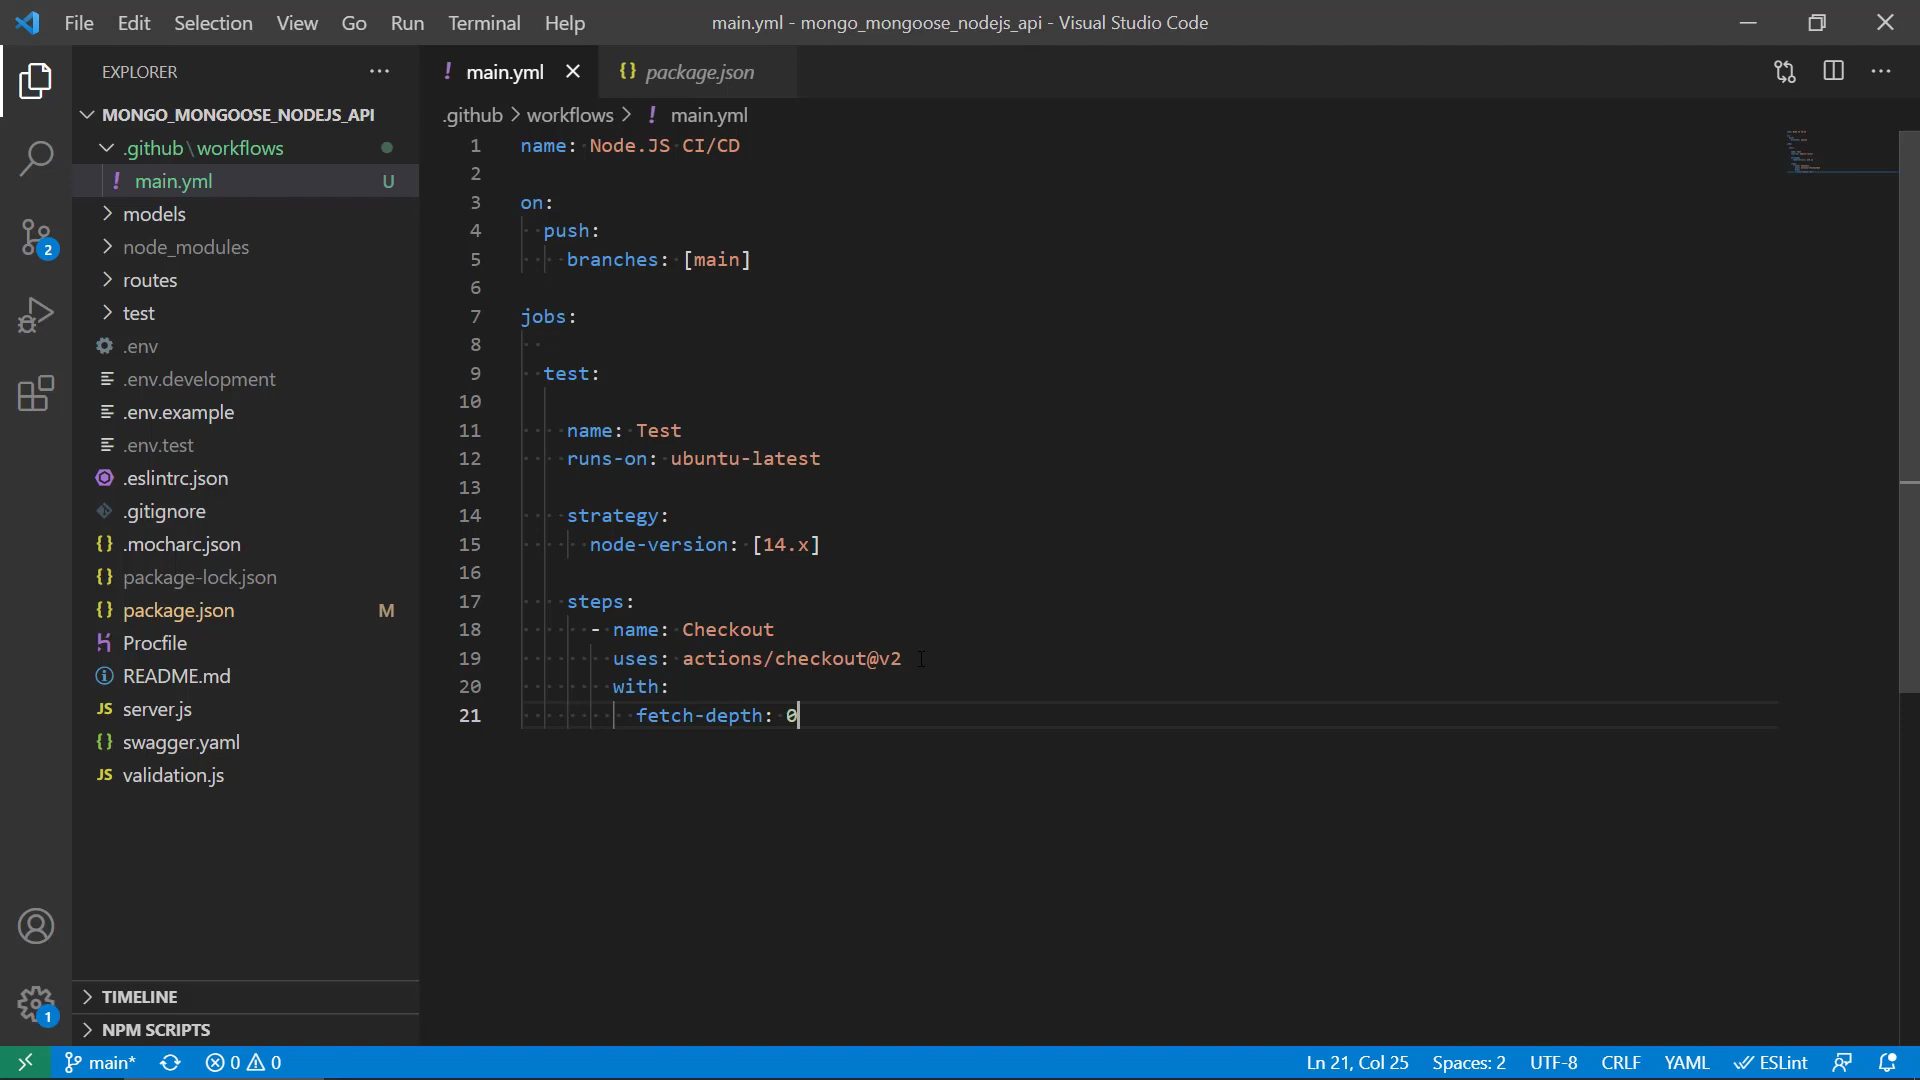 File Edit Selection View Go Run Terminal Help main.yml - mongo_mongoose_nodejs_api - Visual Studio Code
EXPLORER
main.yml
package.json
MONGO_MONGOOSE_NODEJS_API
.github > workflows > ! main.yml
.github\workflows
! main.yml U
models
node_modules
routes
test
.env
.env.development
.env.example
.env.test
.eslintrc.json
.gitignore
{} .mocharc.json
{} package-lock.json
{} package.json M
Procfile
README.md
JS server.js
{} swagger.yaml
JS validation.js
TIMELINE
NPM SCRIPTS
2
1
1 name: Node.JS CI/CD
2
3 on:
4 push:
5 branches: [main]
6
7 jobs:
8
9 test:
10
11 name: Test
12 runs-on: ubuntu-latest
13
14 strategy:
15 node-version: [14.x]
16
17 steps:
18 - name: Checkout
19 uses: actions/checkout@v2
20 with:
21 fetch-depth: 0
main* 0 0 Ln 21, Col 25 Spaces: 2 UTF-8 CRLF YAML ESLint